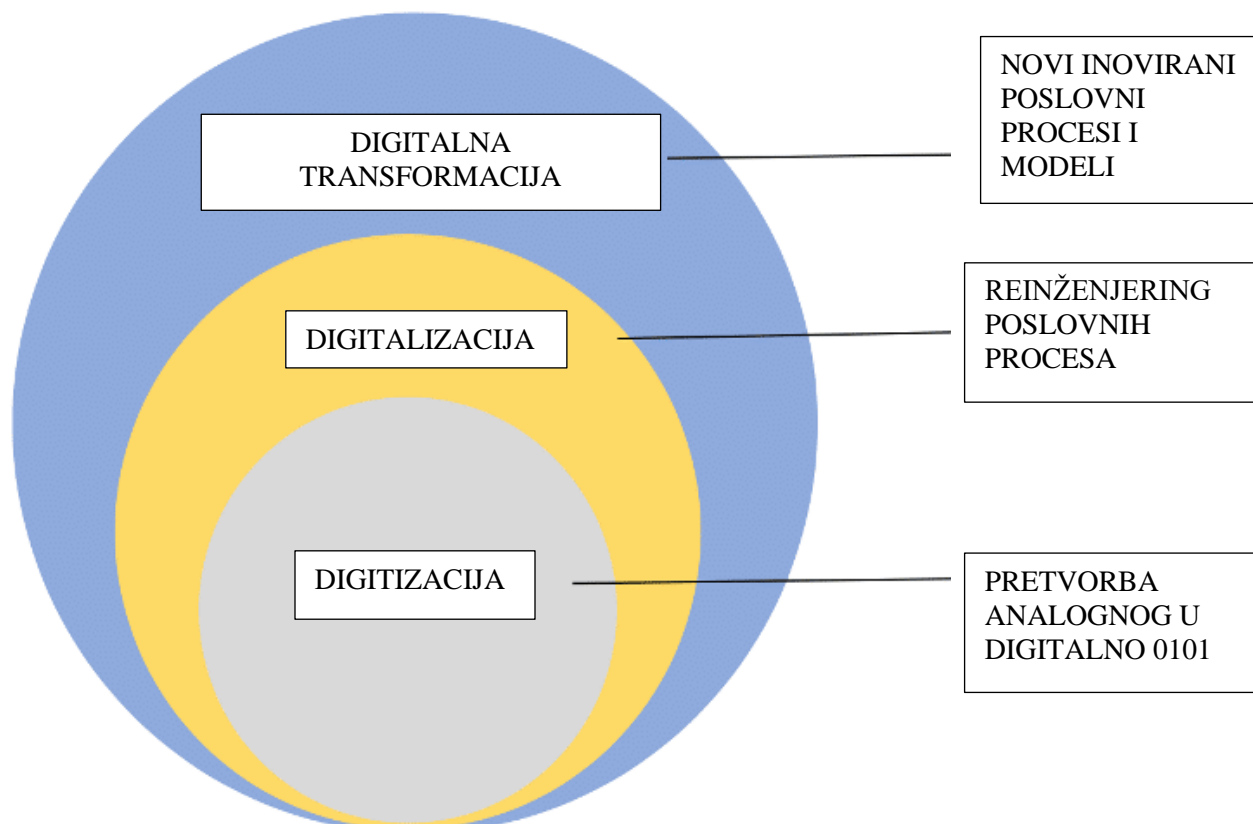 DIGITALNA
TRANSFORMACIJA
NOVI INOVIRANI
POSLOVNI
PROCESI I
MODELI
DIGITALIZACIJA
REINŽENJERING
POSLOVNIH
PROCESA
DIGITIZACIJA
PRETVORBA
ANALOGNOG U
DIGITALNO 0101